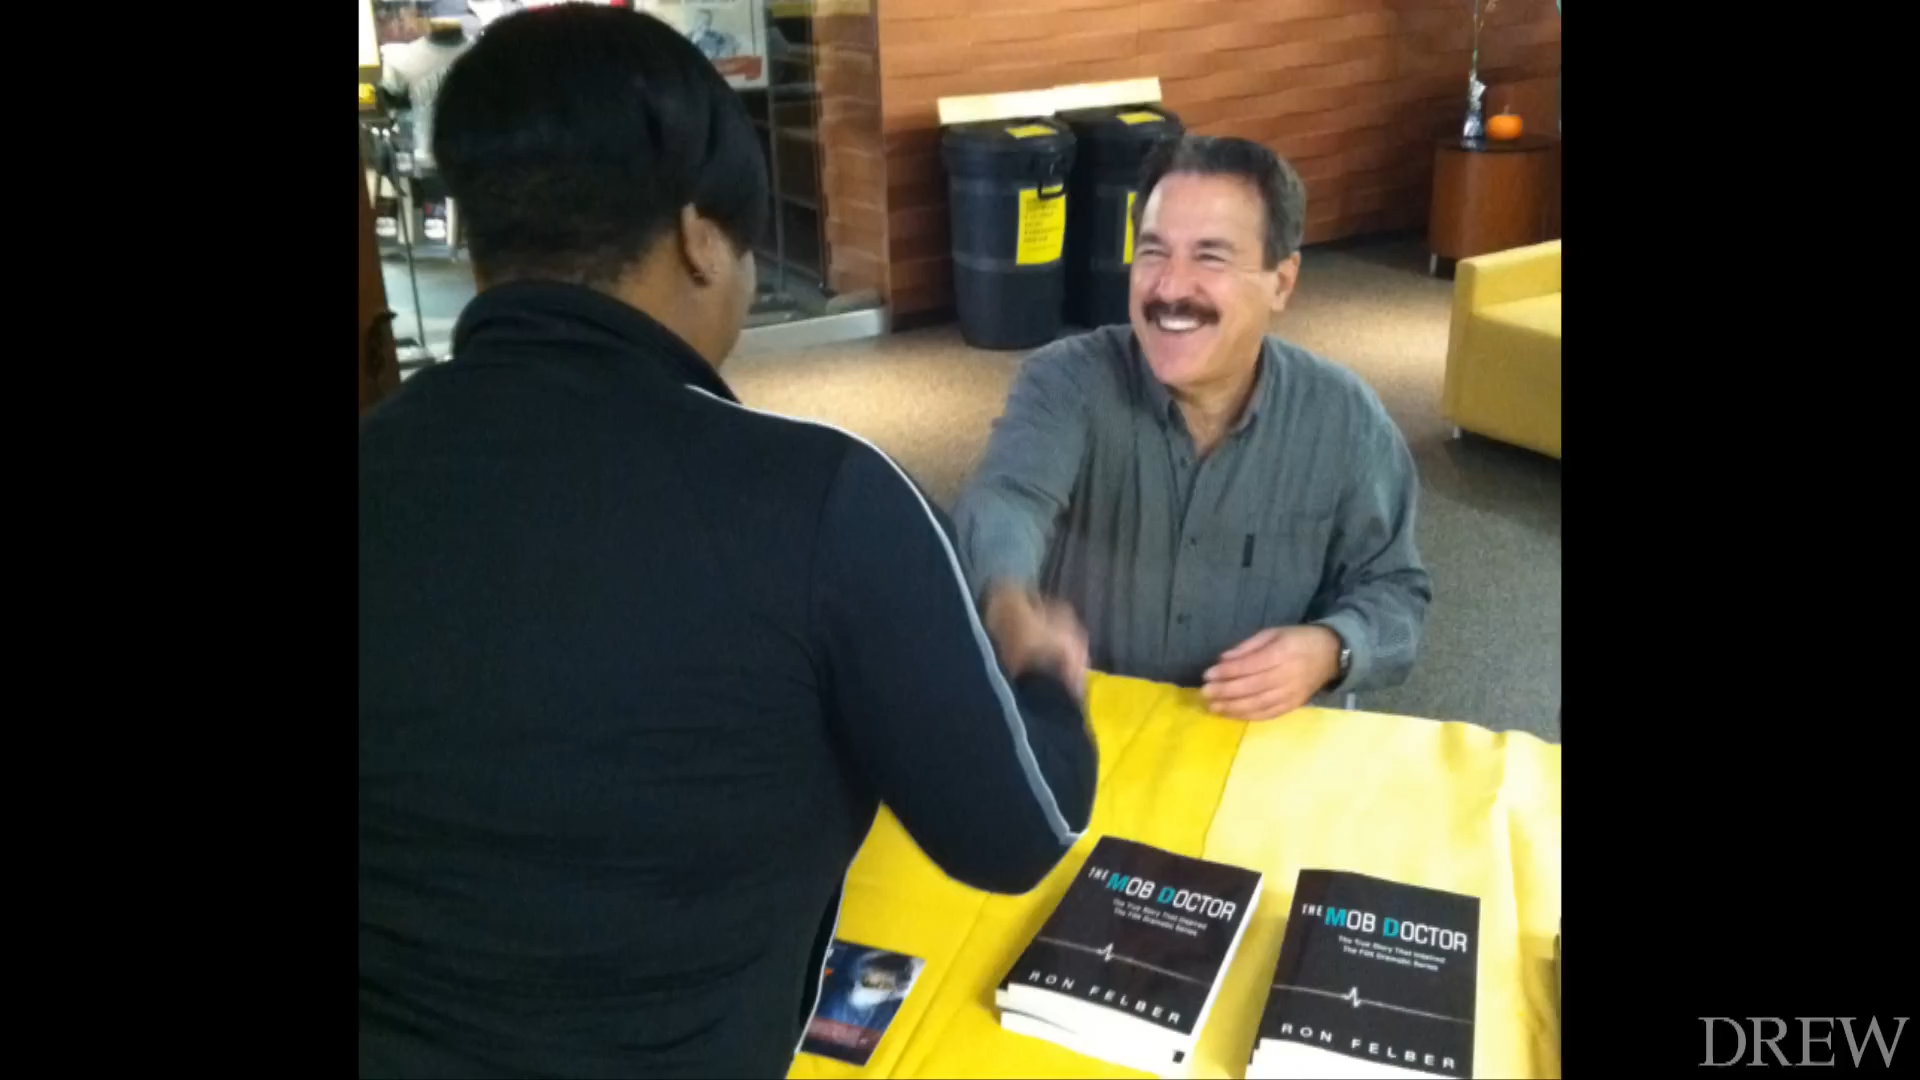 THE MOB DOCTOR
The True Story That Inspired
The FOX Dramatic Series
RON FELBER
THE MOB DOCTOR
The True Story That Inspired
The FOX Dramatic Series
RON FELBER
DREW